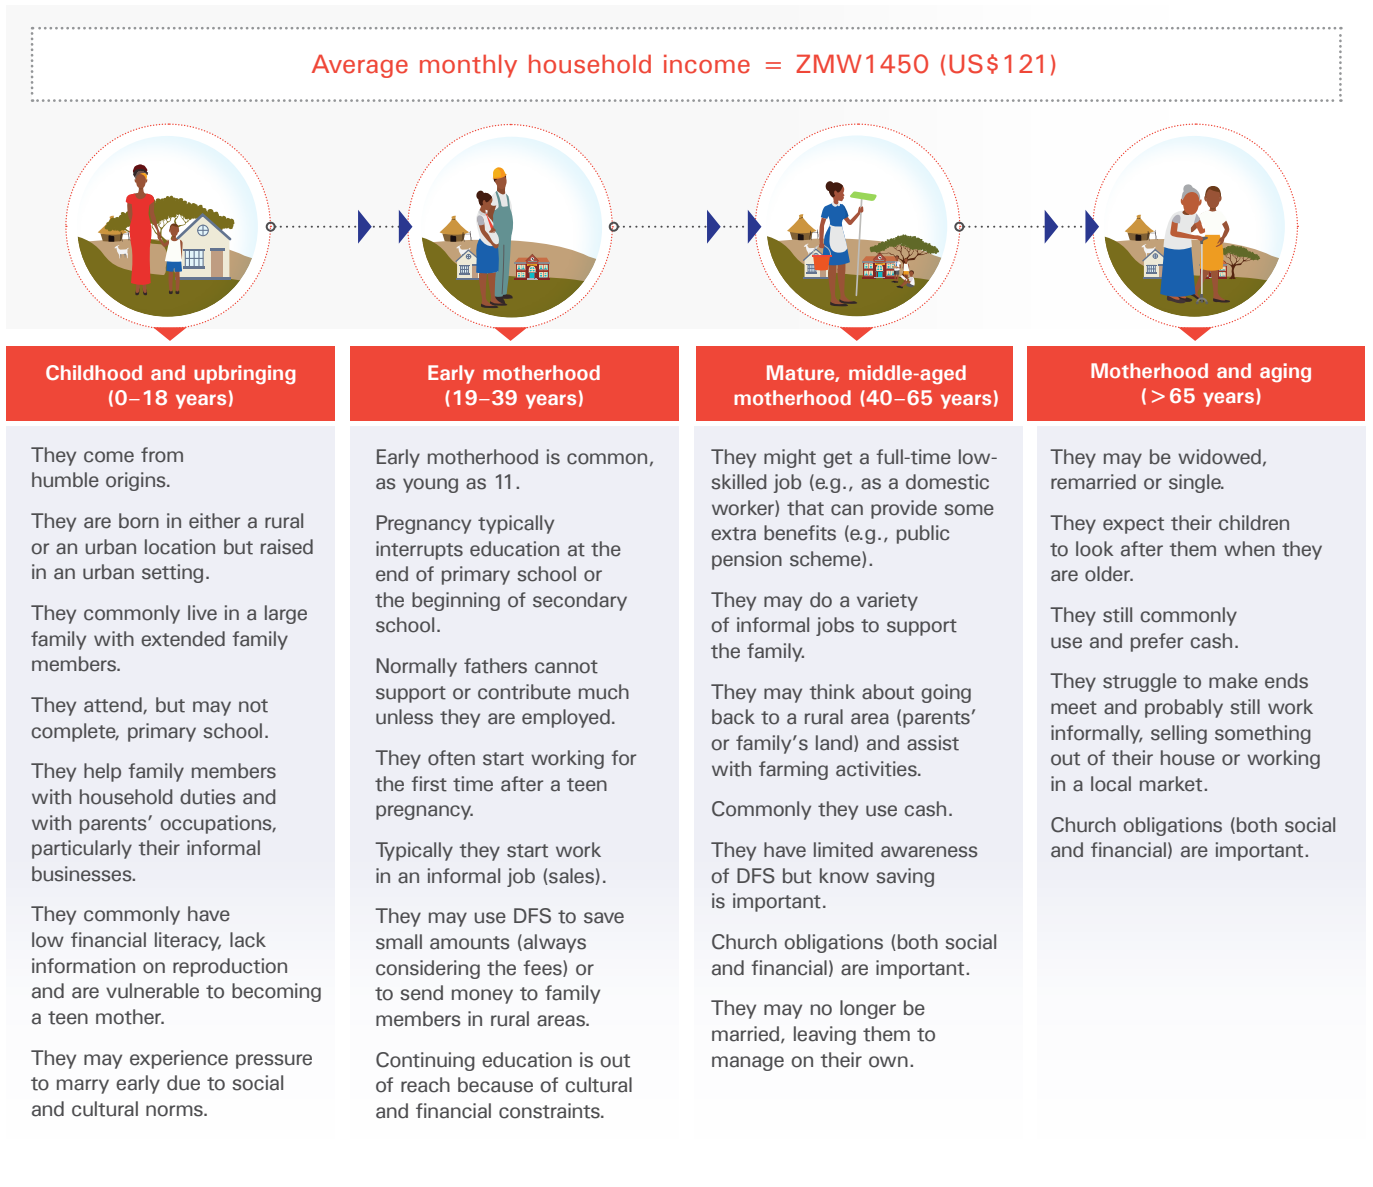 Average monthly household income = ZMW1450 (US$121)
Childhood and upbringing
(0–18 years)
They come from
humble origins.
They are born in either a rural
or an urban location but raised
in an urban setting.
They commonly live in a large
family with extended family
members.
They attend, but may not
complete, primary school.
They help family members
with household duties and
with parents’ occupations,
particularly their informal
businesses.
They commonly have
low financial literacy, lack
information on reproduction
and are vulnerable to becoming
a teen mother.
They may experience pressure
to marry early due to social
and cultural norms.
Early motherhood
(19–39 years)
Early motherhood is common,
as young as 11.
Pregnancy typically
interrupts education at the
end of primary school or
the beginning of secondary
school.
Normally fathers cannot
support or contribute much
unless they are employed.
They often start working for
the first time after a teen
pregnancy.
Typically they start work
in an informal job (sales).
They may use DFS to save
small amounts (always
considering the fees) or
to send money to family
members in rural areas.
Continuing education is out
of reach because of cultural
and financial constraints.
Mature, middle-aged
motherhood (40–65 years)
They might get a full-time low-
skilled job (e.g., as a domestic
worker) that can provide some
extra benefits (e.g., public
pension scheme).
They may do a variety
of informal jobs to support
the family.
They may think about going
back to a rural area (parents’
or family’s land) and assist
with farming activities.
Commonly they use cash.
They have limited awareness
of DFS but know saving
is important.
Church obligations (both social
and financial) are important.
They may no longer be
married, leaving them to
manage on their own.
Motherhood and aging
(>65 years)
They may be widowed,
remarried or single.
They expect their children
to look after them when they
are older.
They still commonly
use and prefer cash.
They struggle to make ends
meet and probably still work
informally, selling something
out of their house or working
in a local market.
Church obligations (both social
and financial) are important.